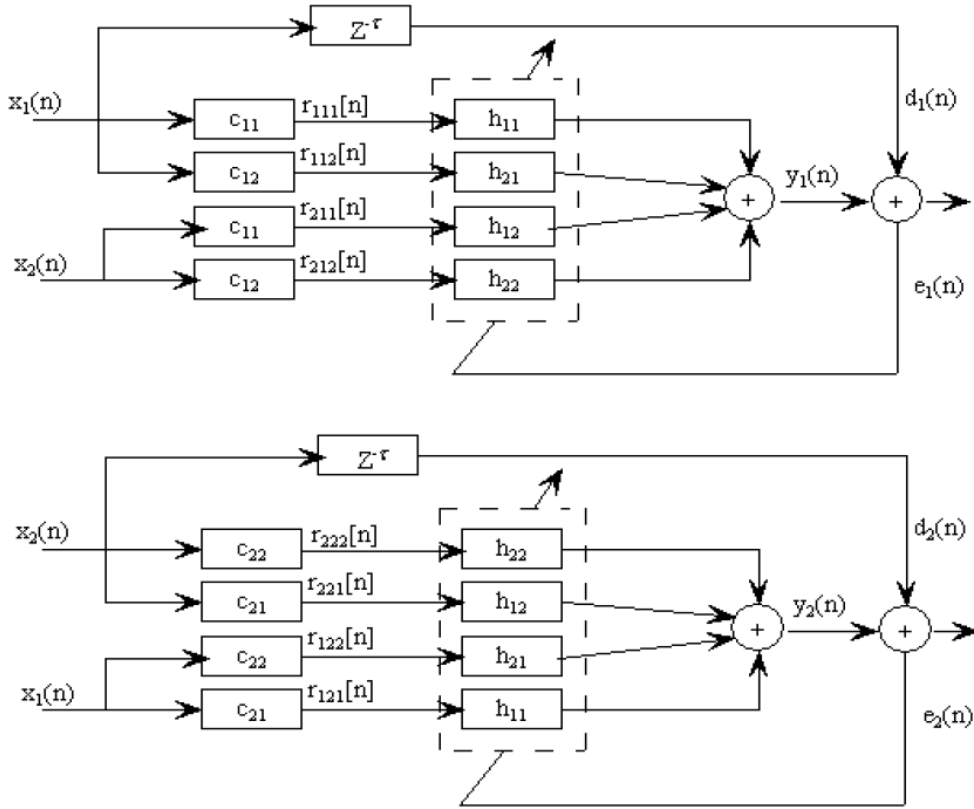 Z^-τ
x₁(n)
c₁₁
r₁₁₁[n]
h₁₁
d₁(n)
c₁₂
r₁₁₂[n]
h₂₁
+
y₁(n)
+
x₂(n)
c₁₁
r₂₁₁[n]
h₁₂
c₁₂
r₂₁₂[n]
h₂₂
e₁(n)
Z^-τ
x₂(n)
c₂₂
r₂₂₂[n]
h₂₂
d₂(n)
c₂₁
r₂₂₁[n]
h₁₂
+
y₂(n)
+
x₁(n)
c₂₂
r₁₂₂[n]
h₂₁
c₂₁
r₁₂₁[n]
h₁₁
e₂(n)